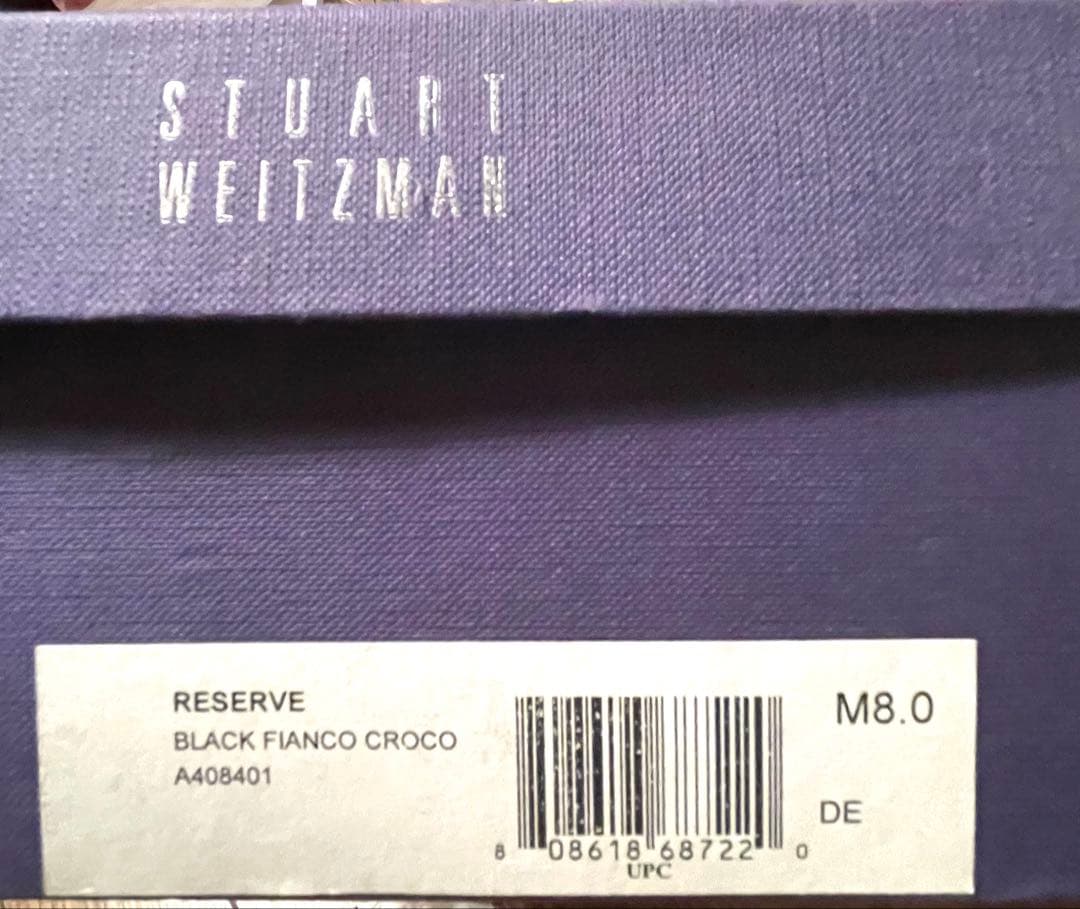 STUART
WEITZMAN
RESERVE
BLACK FIANCO CROCO
A408401
M8.0
DE
8 08618 68722 0
UPC